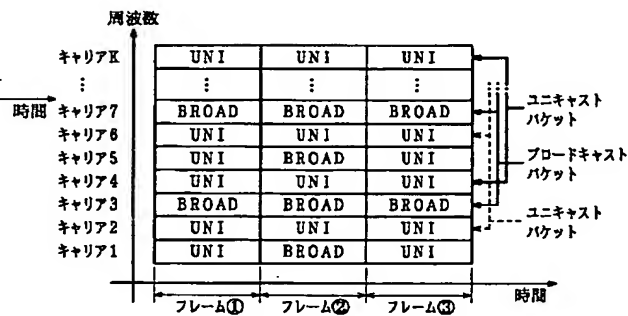 周波数
キャリアK UNI UNI UNI
⋮ ⋮ ⋮ ⋮
時間
キャリア7 BROAD BROAD BROAD
キャリア6 UNI UNI UNI
キャリア5 UNI BROAD UNI
キャリア4 UNI UNI UNI
キャリア3 BROAD BROAD BROAD
キャリア2 UNI UNI UNI
キャリア1 UNI BROAD UNI
ユニキャスト
パケット
ブロードキャスト
パケット
ユニキャスト
パケット
時間
フレーム① フレーム② フレーム③